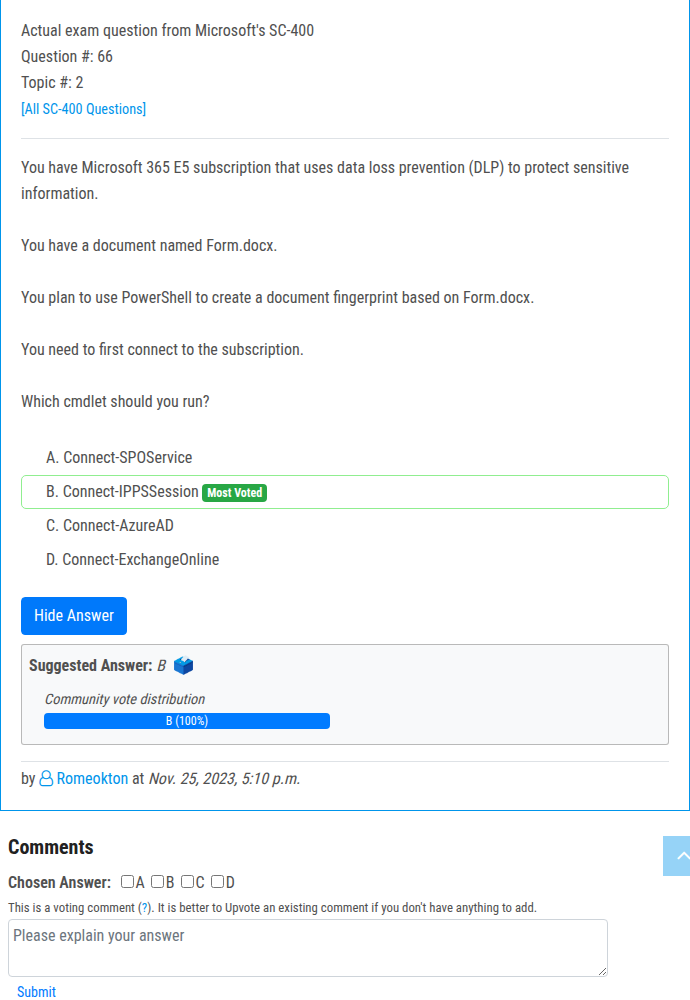 Actual exam question from Microsoft's SC-400
Question #: 66
Topic #: 2
[All SC-400 Questions]
You have Microsoft 365 E5 subscription that uses data loss prevention (DLP) to protect sensitive
information.
You have a document named Form.docx.
You plan to use PowerShell to create a document fingerprint based on Form.docx.
You need to first connect to the subscription.
Which cmdlet should you run?
A. Connect-SPOService
B. Connect-IPPSSession Most Voted
C. Connect-AzureAD
D. Connect-ExchangeOnline
Hide Answer
Suggested Answer: B
Community vote distribution
B (100%)
by Romeokton at Nov. 25, 2023, 5:10 p.m.
Comments
Chosen Answer: A B C D
This is a voting comment (?). It is better to Upvote an existing comment if you don't have anything to add.
Please explain your answer
Submit